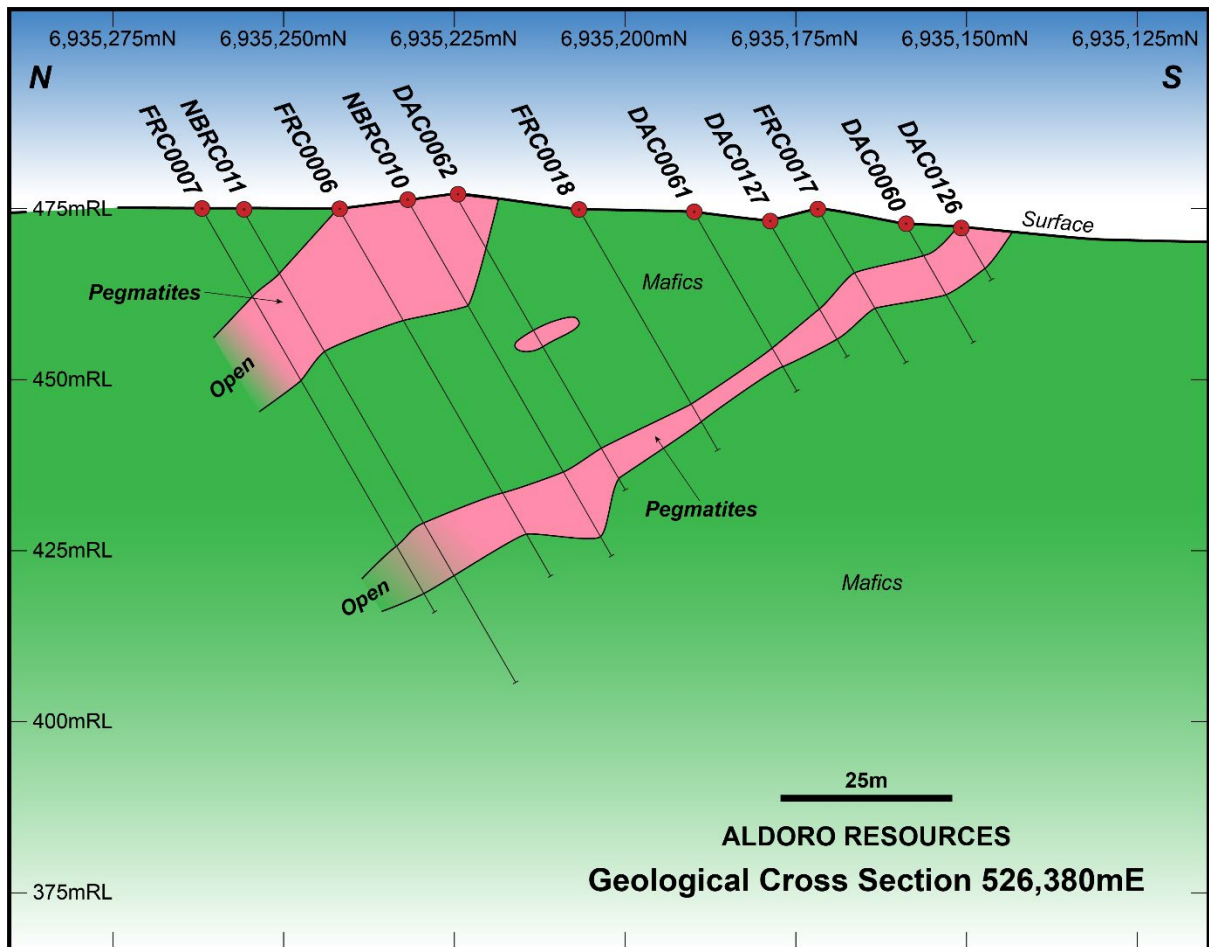 6,935,275mN 6,935,250mN 6,935,225mN 6,935,200mN 6,935,175mN 6,935,150mN 6,935,125mN
N S
FRC0007
NBRC011
FRC0006
NBRC010
DAC0062
FRC0018
DAC0061
DAC0127
FRC0017
DAC0060
DAC0126
475mRL
Surface
Mafics
Pegmatites
Open
450mRL
Pegmatites
425mRL
Mafics
Open
400mRL
25m
ALDORO RESOURCES
Geological Cross Section 526,380mE
375mRL